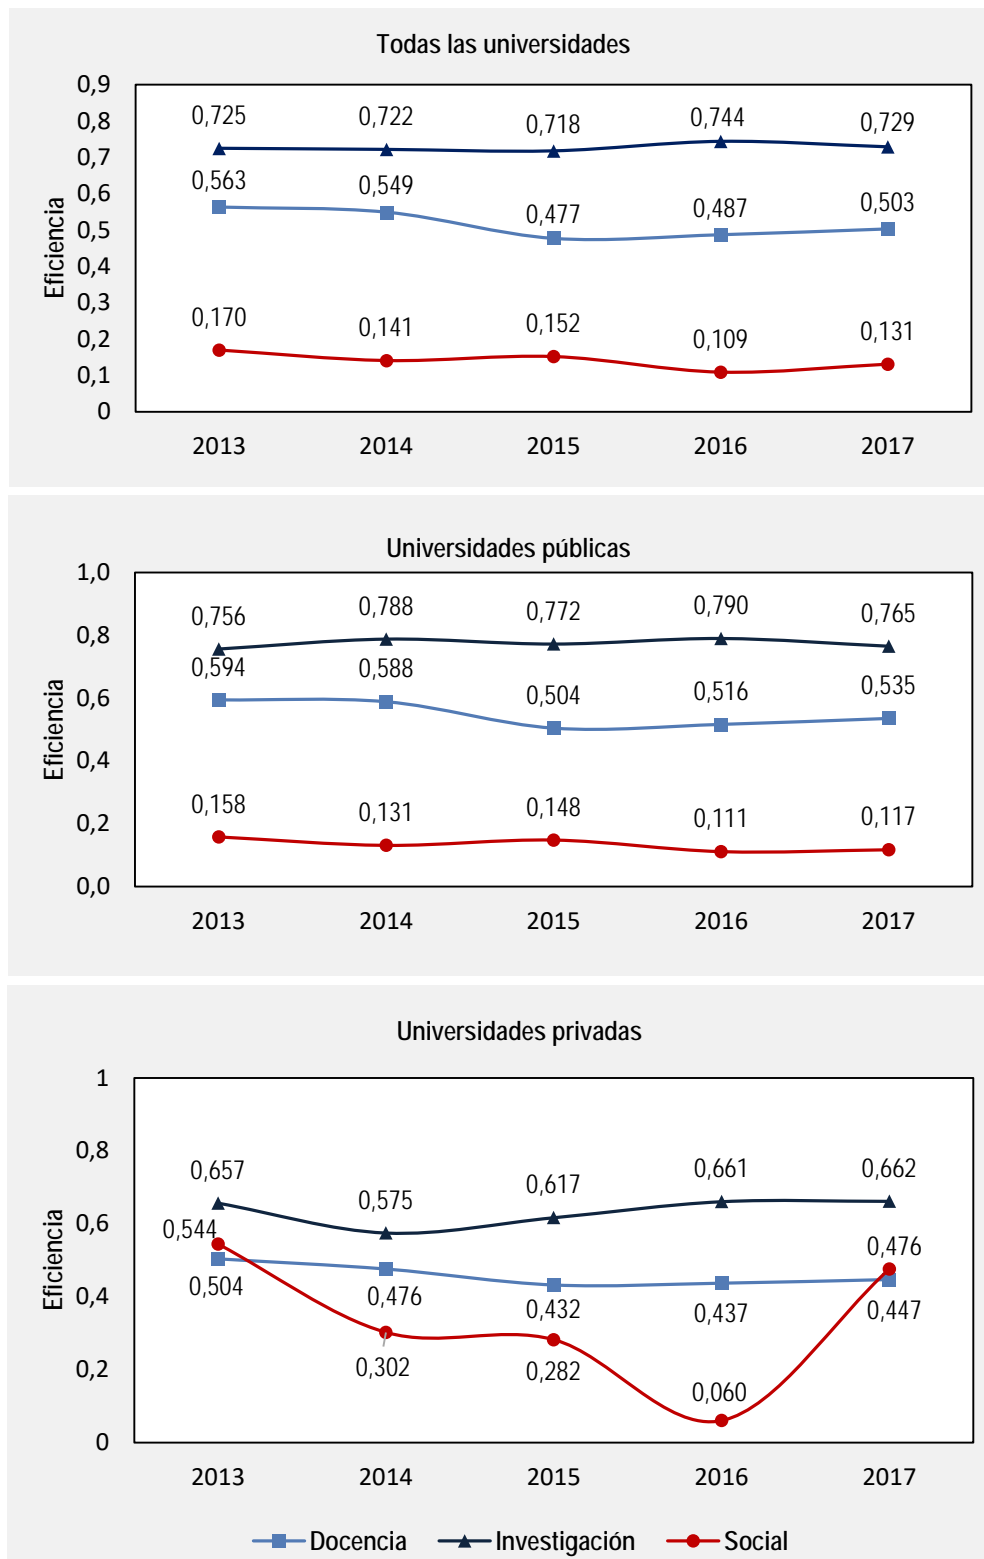 Todas las universidades
Eficiencia
0,9
0,8
0,7
0,6
0,5
0,4
0,3
0,2
0,1
0
0,725 0,722 0,718 0,744 0,729
0,563 0,549 0,477 0,487 0,503
0,170 0,141 0,152 0,109 0,131
2013 2014 2015 2016 2017
Universidades públicas
Eficiencia
1,0
0,8
0,6
0,4
0,2
0,0
0,756 0,788 0,772 0,790 0,765
0,594 0,588 0,504 0,516 0,535
0,158 0,131 0,148 0,111 0,117
2013 2014 2015 2016 2017
Universidades privadas
Eficiencia
1
0,8
0,6
0,4
0,2
0
0,657 0,575 0,617 0,661 0,662
0,544 0,476
0,504 0,476 0,432 0,437 0,447
0,302 0,282 0,060
2013 2014 2015 2016 2017
Docencia Investigación Social